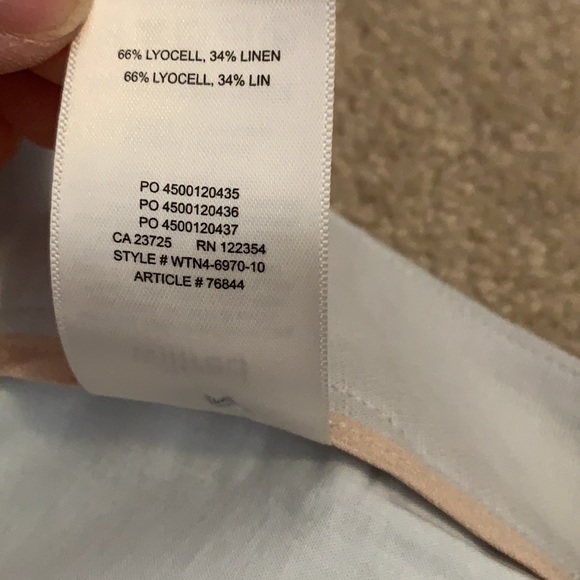 66% LYOCELL, 34% LINEN
66% LYOCELL, 34% LIN
PO 4500120435
PO 4500120436
PO 4500120437
CA 23725 RN 122354
STYLE # WTN4-6970-10
ARTICLE # 76844